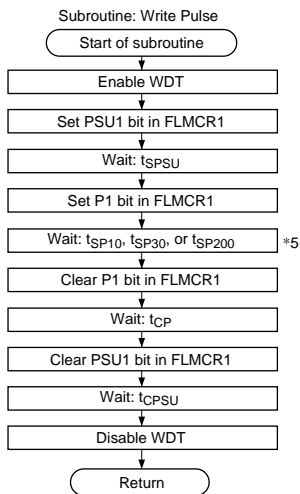 Subroutine: Write Pulse
Start of subroutine
Enable WDT
Set PSU1 bit in FLMCR1
Wait: tSPSU
Set P1 bit in FLMCR1
Wait: tSP10, tSP30, or tSP200 *5
Clear P1 bit in FLMCR1
Wait: tCP
Clear PSU1 bit in FLMCR1
Wait: tCPSU
Disable WDT
Return